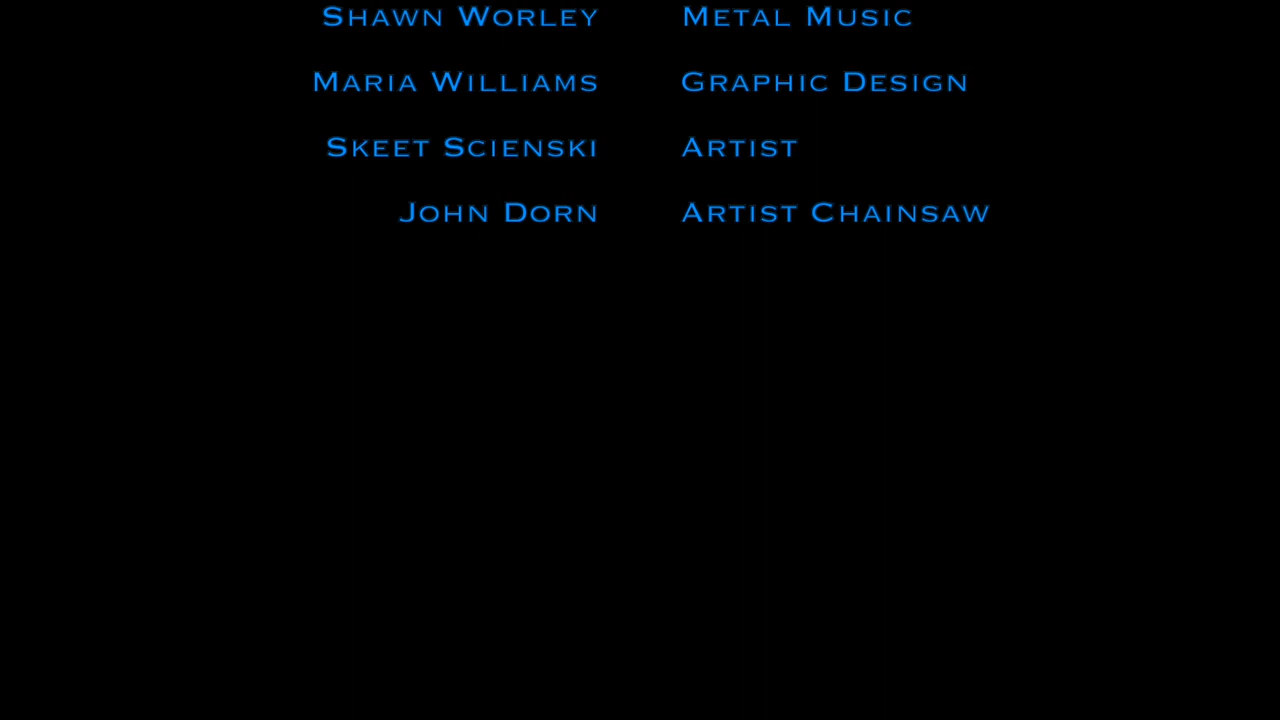 Shawn Worley Metal Music
Maria Williams Graphic Design
Skeet Scienski Artist
John Dorn Artist Chainsaw